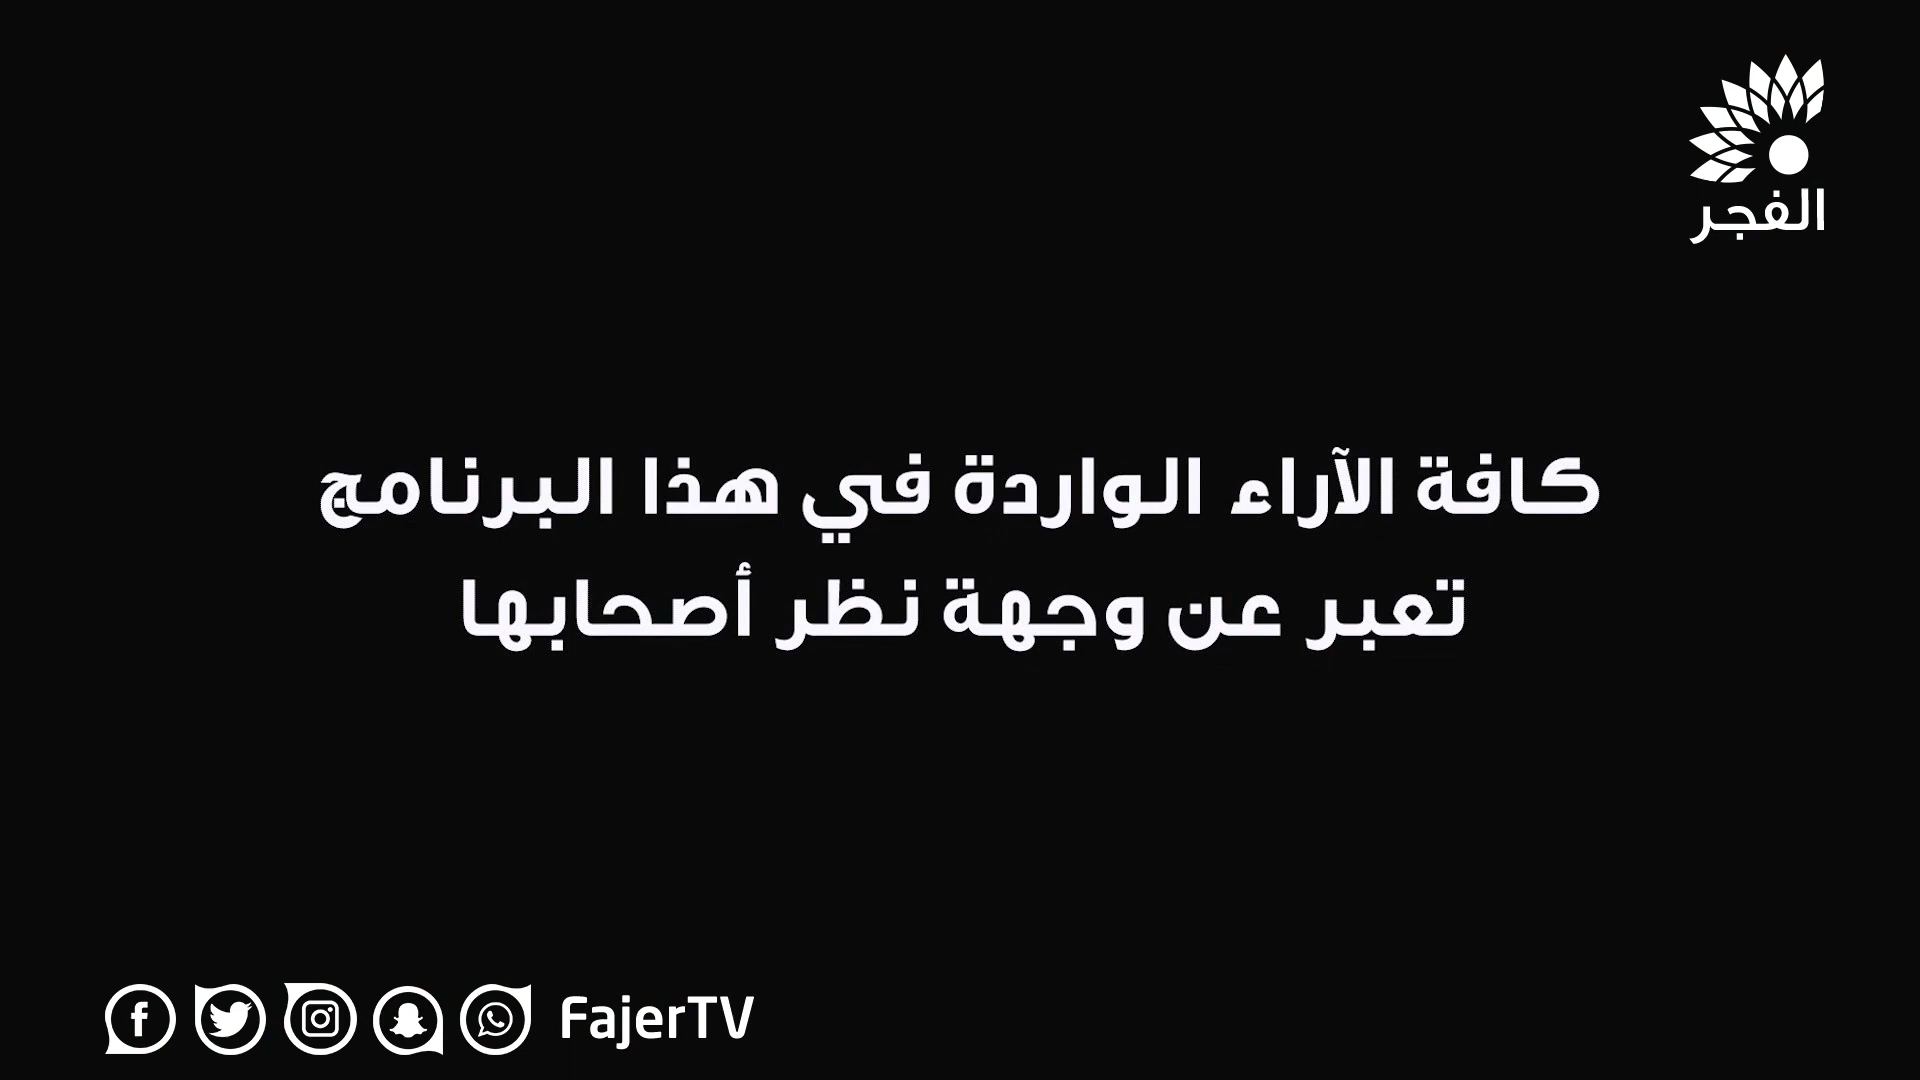 الفجر
كافة الآراء الواردة في هذا البرنامج
تعبر عن وجهة نظر أصحابها
FajerTV